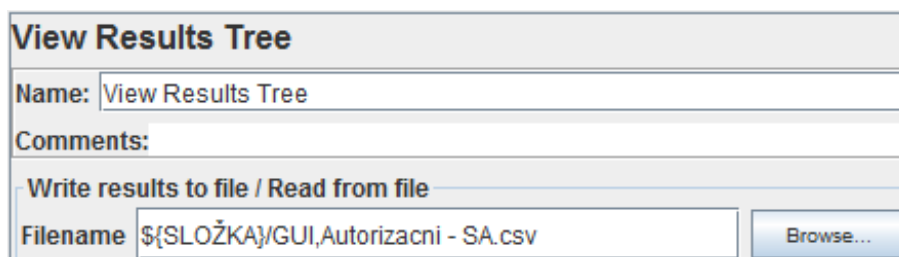 View Results Tree
Name: View Results Tree
Comments:
Write results to file / Read from file
Filename ${SLOŽKA}/GUI,Autorizacni - SA.csv Browse...